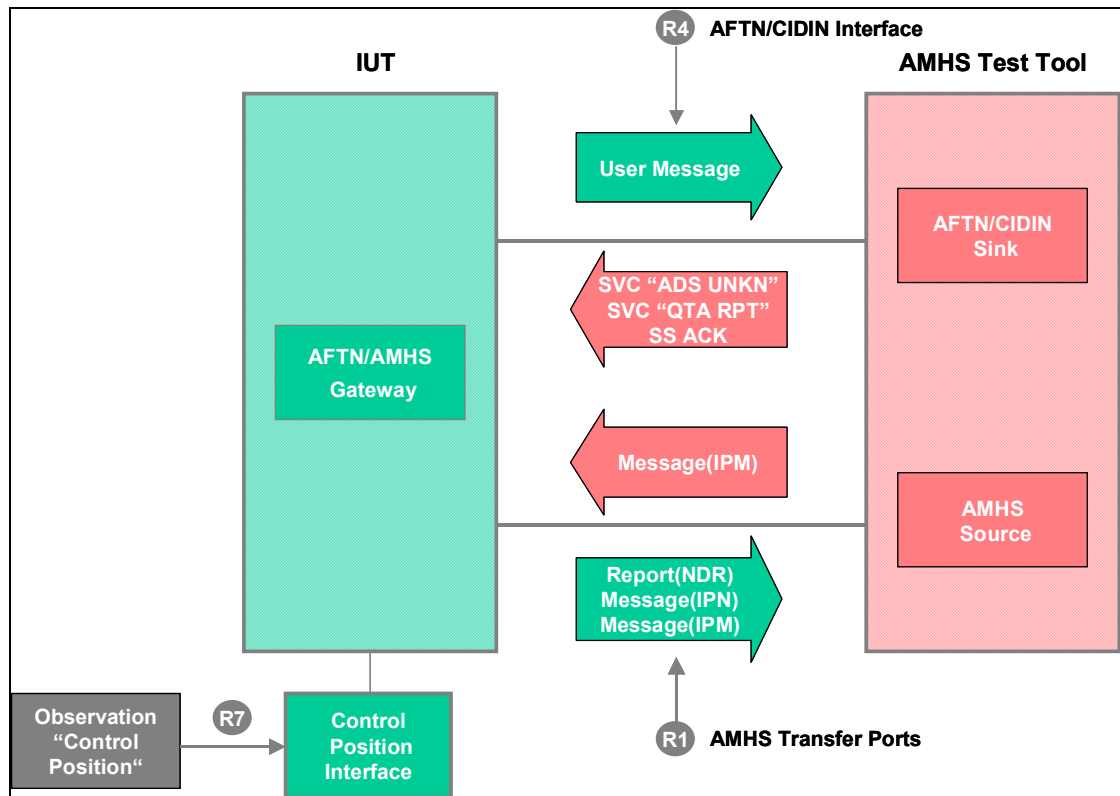 R4 AFTN/CIDIN Interface
IUT
AMHS Test Tool
User Message
AFTN/CIDIN
Sink
SVC “ADS UNKN”
SVC “QTA RPT”
SS ACK
AFTN/AMHS
Gateway
Message(IPM)
AMHS
Source
Report(NDR)
Message(IPN)
Message(IPM)
Observation
“Control
Position“
R7
Control
Position
Interface
R1 AMHS Transfer Ports